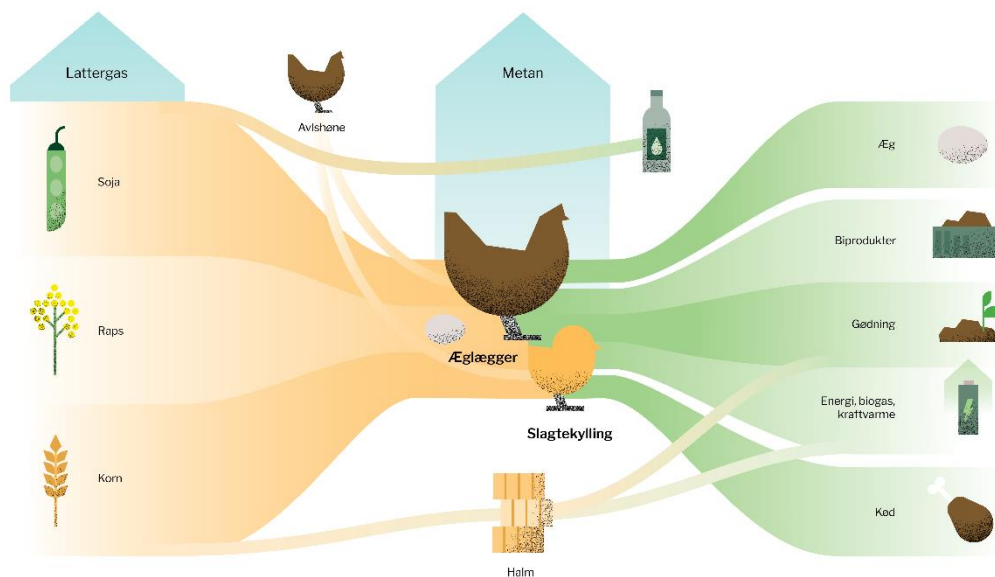 Lattergas
Metan
Avlshøne
Soja
Æg
Biprodukter
Raps
Gødning
Æglægger
Energi, biogas,
kraftvarme
Slagtekylling
Korn
Kød
Halm